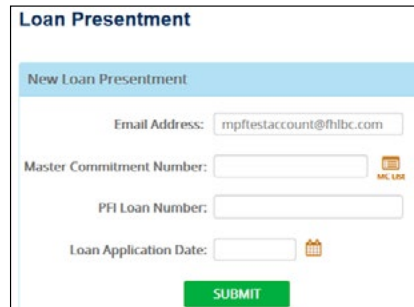 Loan Presentment
New Loan Presentment
Email Address: mpftestaccount@fhlbc.com
Master Commitment Number:
MC LIST
PFI Loan Number:
Loan Application Date:
SUBMIT